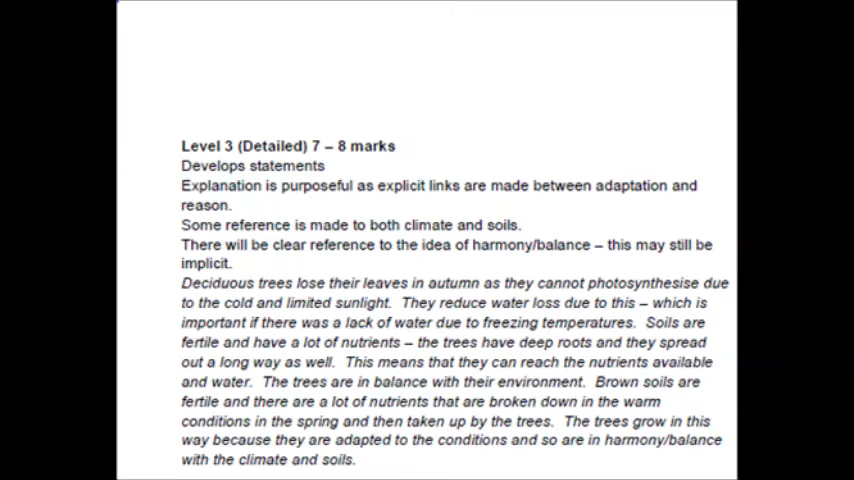 Level 3 (Detailed) 7 – 8 marks
Develops statements
Explanation is purposeful as explicit links are made between adaptation and
reason.
Some reference is made to both climate and soils.
There will be clear reference to the idea of harmony/balance – this may still be
implicit.
Deciduous trees lose their leaves in autumn as they cannot photosynthesise due
to the cold and limited sunlight. They reduce water loss due to this – which is
important if there was a lack of water due to freezing temperatures. Soils are
fertile and have a lot of nutrients – the trees have deep roots and they spread
out a long way as well. This means that they can reach the nutrients available
and water. The trees are in balance with their environment. Brown soils are
fertile and there are a lot of nutrients that are broken down in the warm
conditions in the spring and then taken up by the trees. The trees grow in this
way because they are adapted to the conditions and so are in harmony/balance
with the climate and soils.